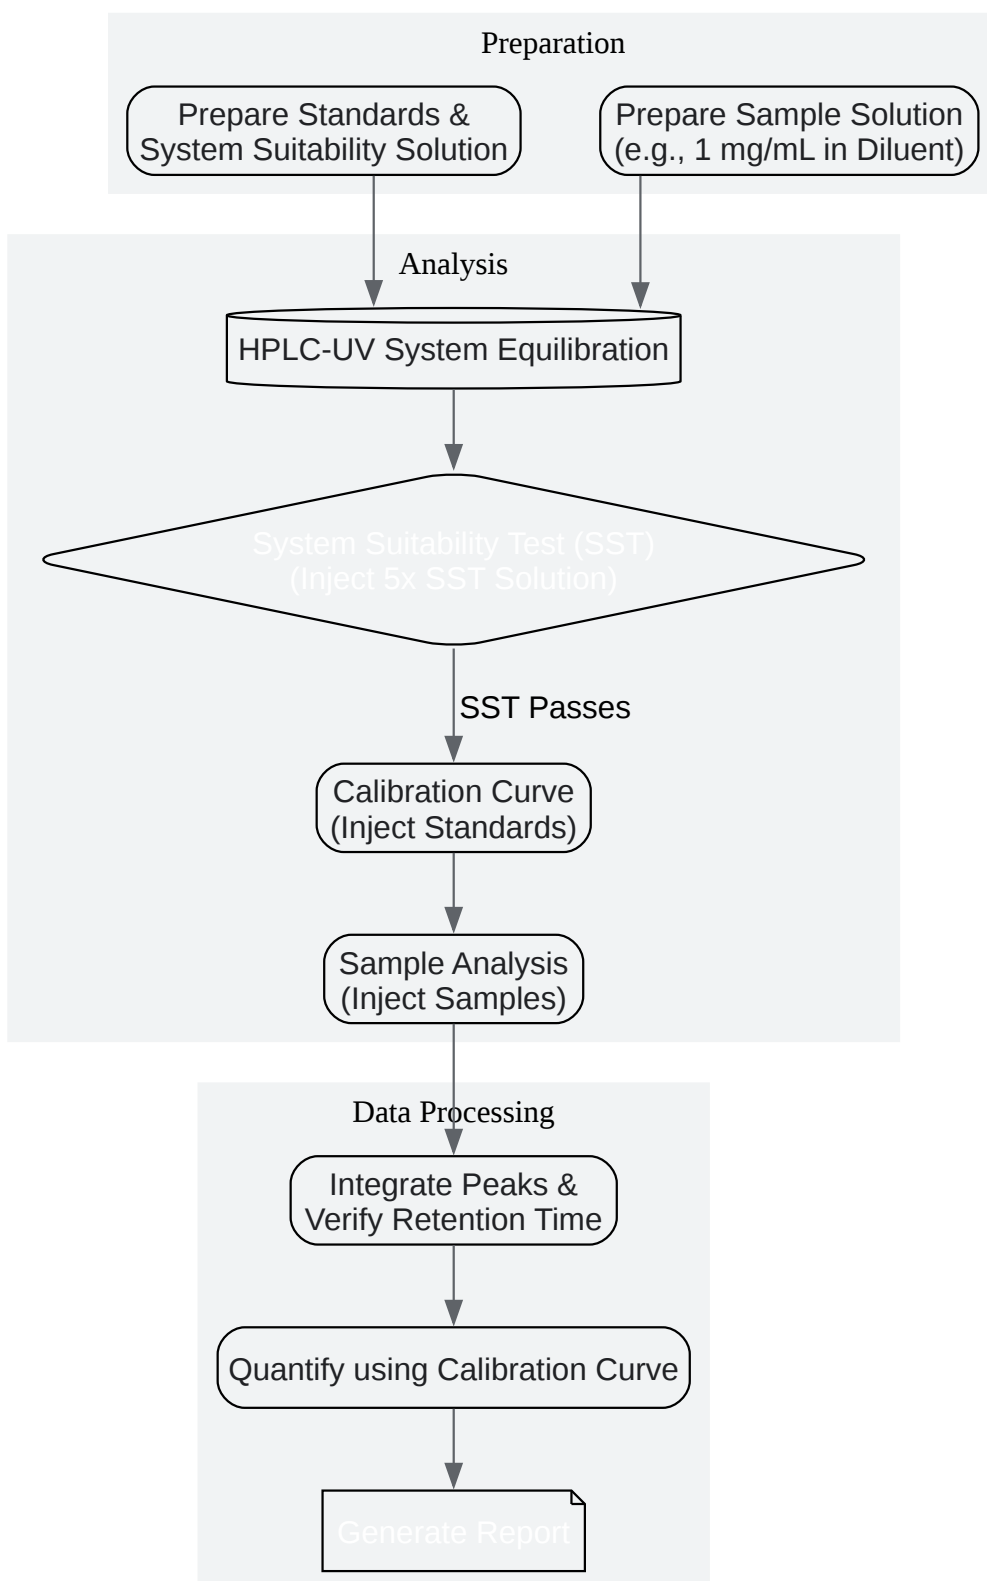 Preparation
Prepare Standards &
System Suitability Solution
Prepare Sample Solution
(e.g., 1 mg/mL in Diluent)
Analysis
HPLC-UV System Equilibration
System Suitability Test (SST)
(Inject 5x SST Solution)
SST Passes
Calibration Curve
(Inject Standards)
Sample Analysis
(Inject Samples)
Data Processing
Integrate Peaks &
Verify Retention Time
Quantify using Calibration Curve
Generate Report